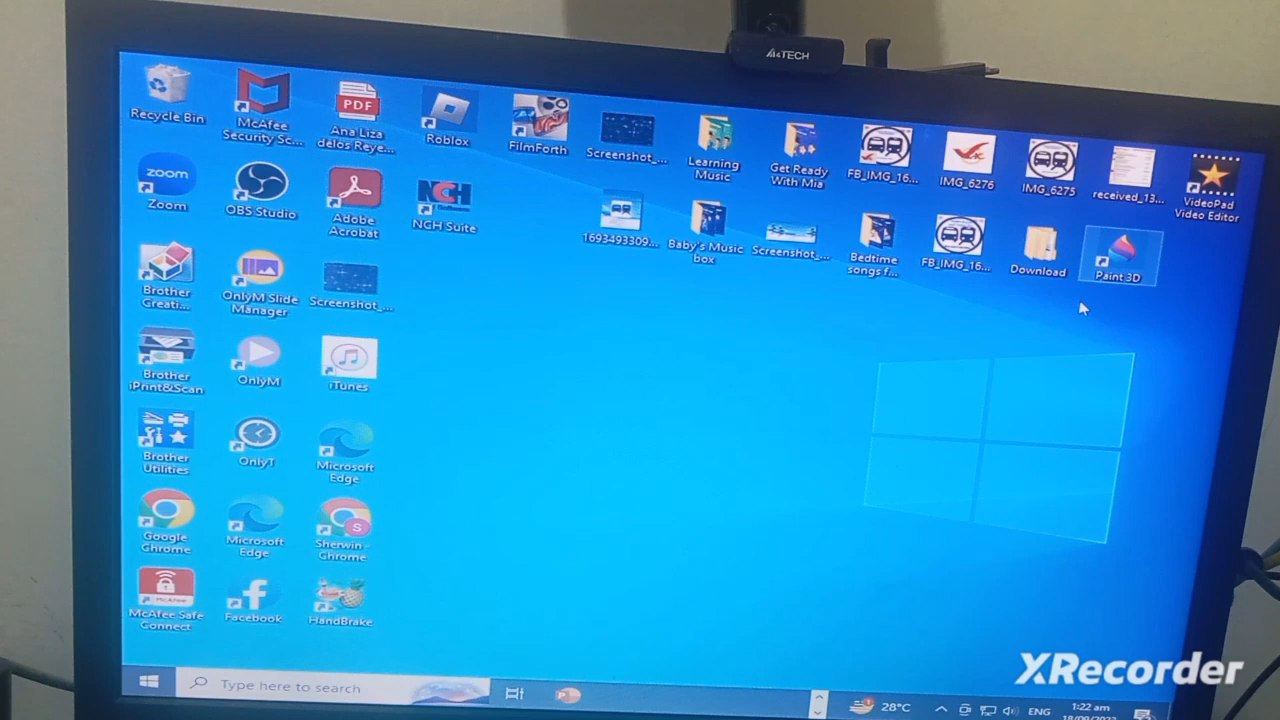 A4TECH
Recycle Bin
McAfee
Security Sc...
PDF
Ana Liza
delos Reye...
Roblox
FilmForth
Screenshot_...
Learning
Music
Get Ready
With Mia
FB_IMG_16...
IMG_6276
IMG_6275
received_13...
VideoPad
Video Editor
zoom
Zoom
OBS Studio
Adobe
Acrobat
NCH
NCH Suite
1693493309...
Baby's Music
box
Screenshot_...
Bedtime
songs f...
FB_IMG_16...
Download
Paint 3D
Brother
Creati...
OnlyM Slide
Manager
Screenshot_...
Brother
iPrint&Scan
OnlyM
iTunes
Brother
Utilities
OnlyT
Microsoft
Edge
Google
Chrome
Microsoft
Edge
S
Sherwin -
Chrome
McAfee
McAfee Safe
Connect
Facebook
HandBrake
XRecorder
Type here to search
28°C
ENG
1:22 am